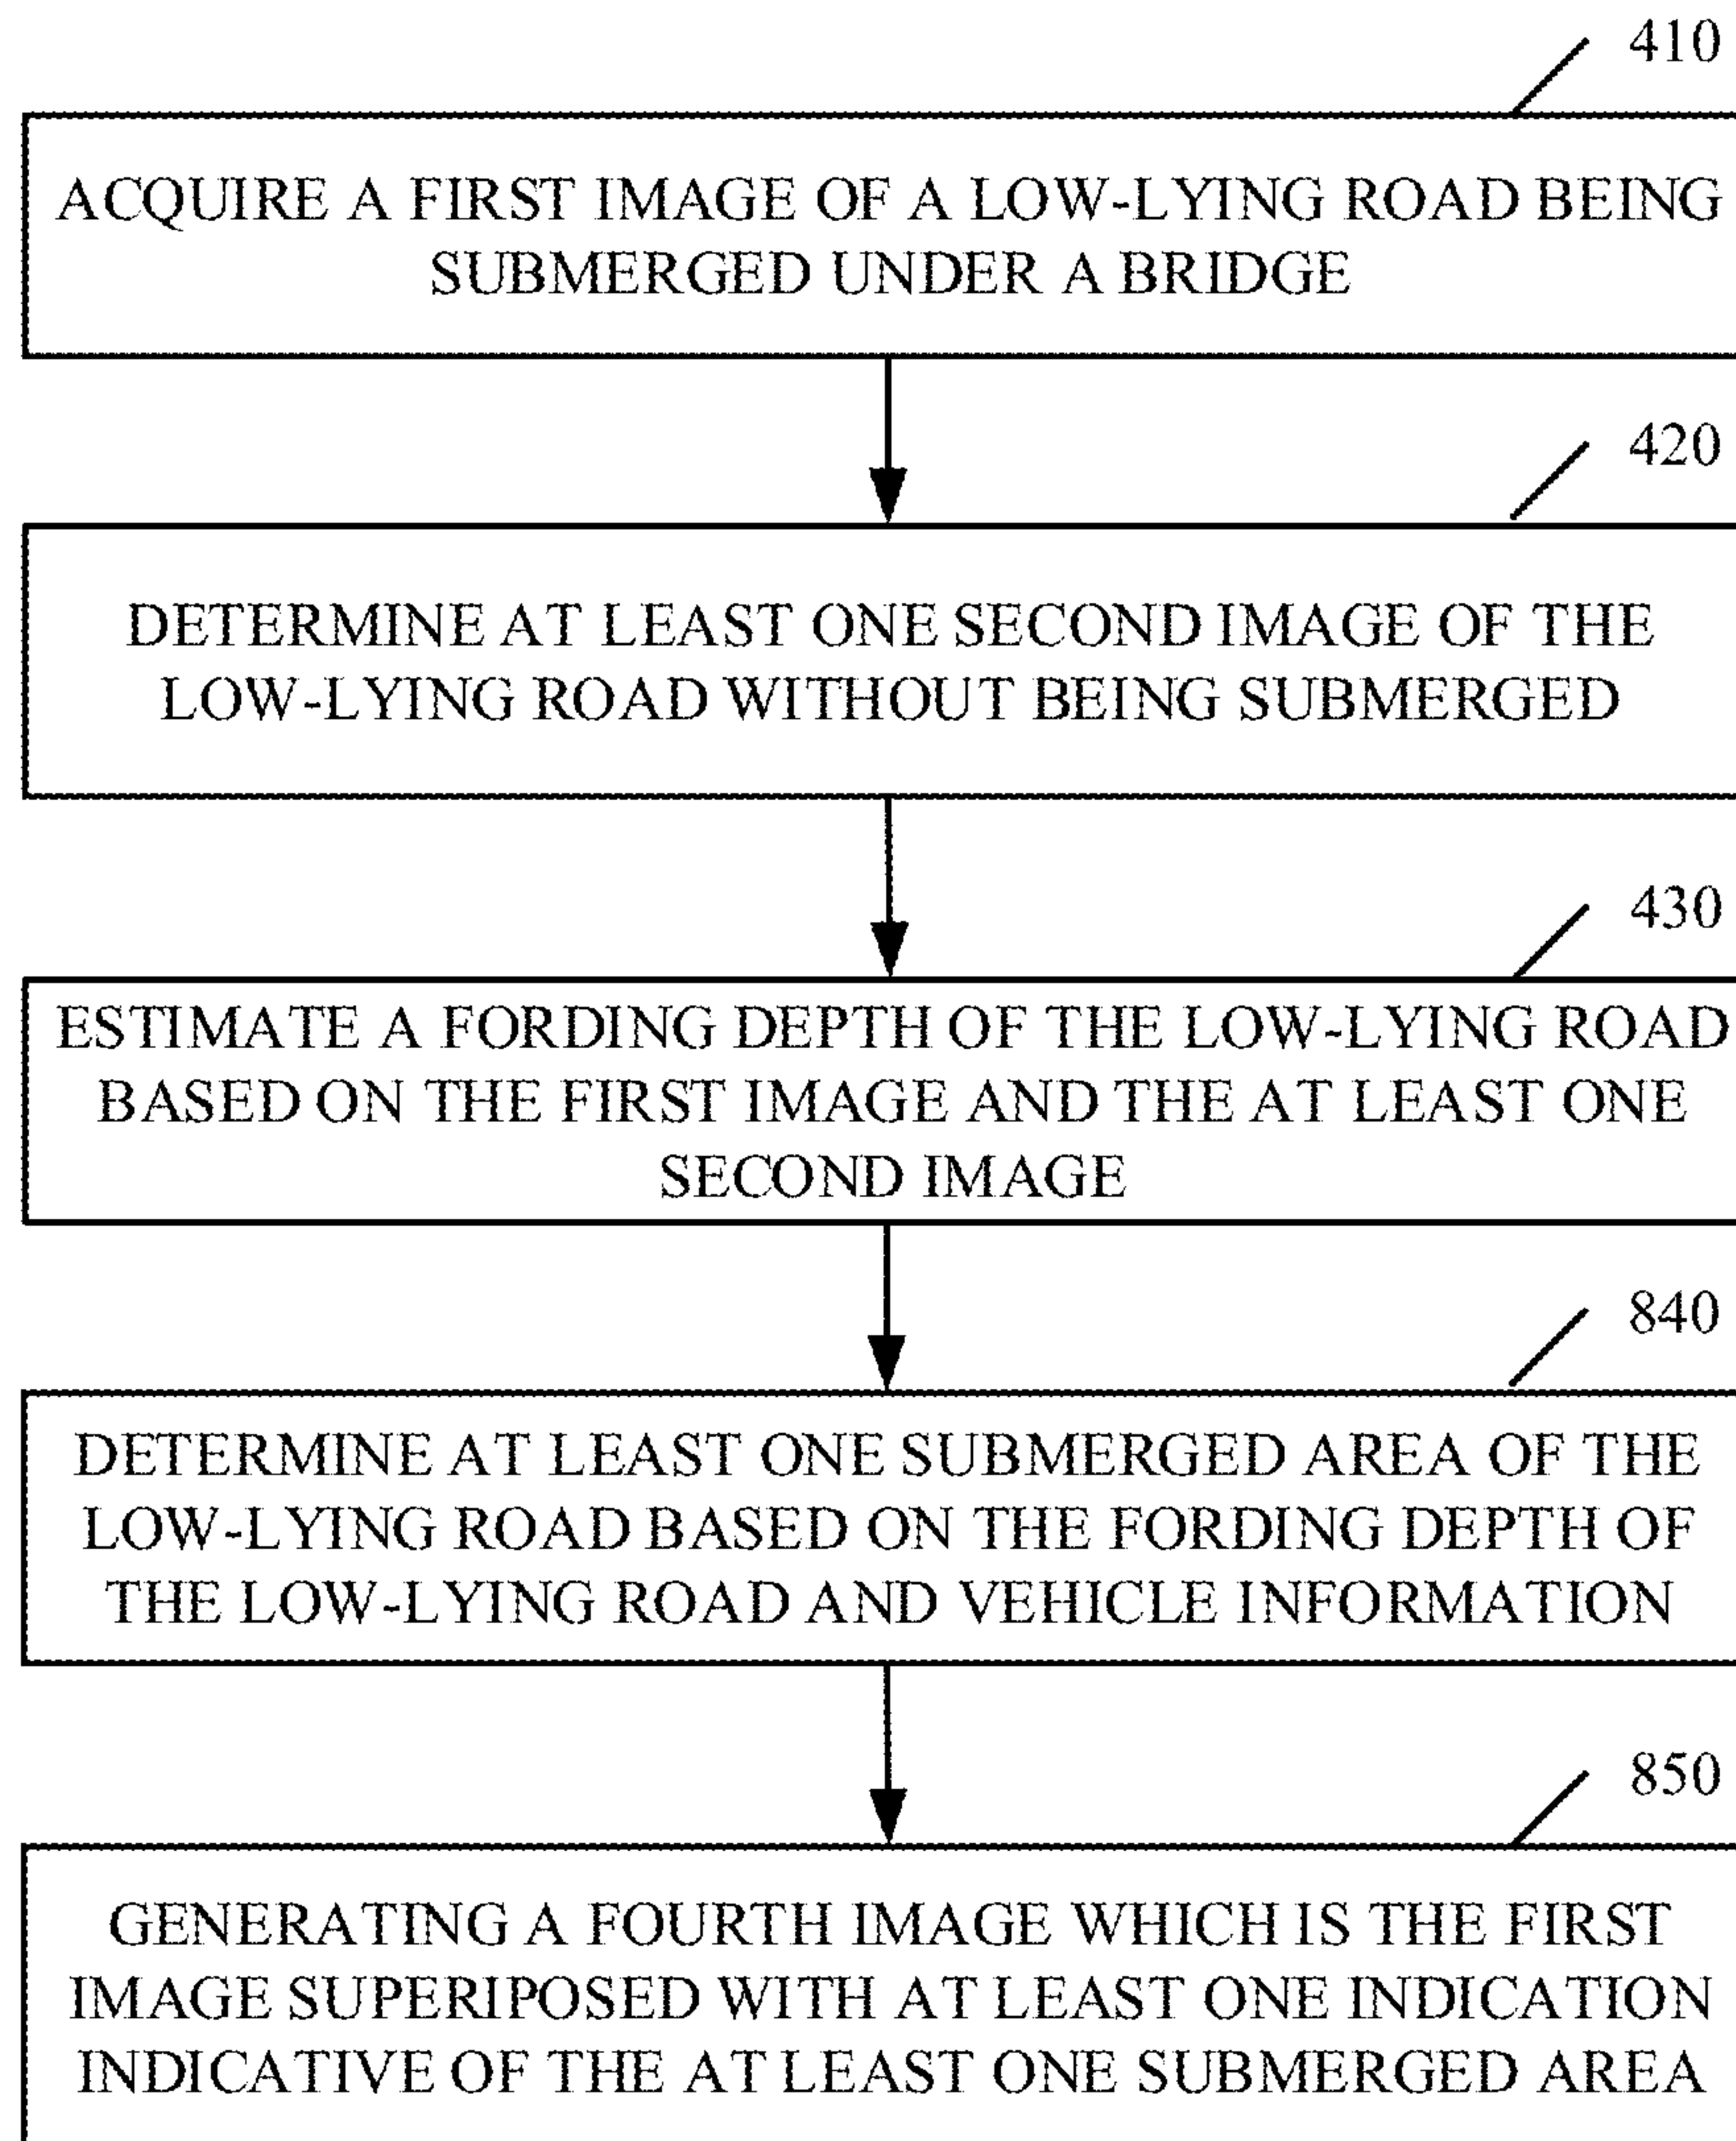 410
ACQUIRE A FIRST IMAGE OF A LOW-LYING ROAD BEING
SUBMERGED UNDER A BRIDGE
420
DETERMINE AT LEAST ONE SECOND IMAGE OF THE
LOW-LYING ROAD WITHOUT BEING SUBMERGED
430
ESTIMATE A FORDING DEPTH OF THE LOW-LYING ROAD
BASED ON THE FIRST IMAGE AND THE AT LEAST ONE
SECOND IMAGE
840
DETERMINE AT LEAST ONE SUBMERGED AREA OF THE
LOW-LYING ROAD BASED ON THE FORDING DEPTH OF
THE LOW-LYING ROAD AND VEHICLE INFORMATION
850
GENERATING A FOURTH IMAGE WHICH IS THE FIRST
IMAGE SUPERIPOSED WITH AT LEAST ONE INDICATION
INDICATIVE OF THE AT LEAST ONE SUBMERGED AREA